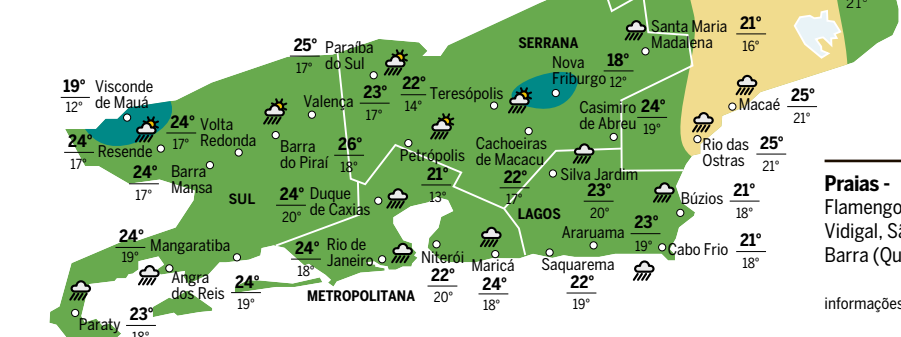 21°
Santa Maria
Madalena
21°
16°
SERRANA
25°
17°
Paraíba
do Sul
Nova
Friburgo
18°
12°
19°
12°
Visconde
de Mauá
22°
14°
Teresópolis
Valença
23°
17°
Macaé
25°
21°
Casimiro
de Abreu
24°
19°
24°
17°
Volta
Redonda
24°
17°
Resende
Barra
do Piraí
26°
18°
Petrópolis
21°
13°
Cachoeiras
de Macacu
22°
17°
Rio das
Ostras
25°
21°
24°
17°
Barra
Mansa
Silva Jardim
23°
20°
SUL
24°
20°
Duque
de Caxias
LAGOS
Búzios
21°
18°
Araruama
23°
19°
Cabo Frio
21°
18°
24°
19°
Mangaratiba
24°
18°
Rio de
Janeiro
Niterói
22°
20°
Maricá
24°
18°
Saquarema
22°
19°
Angra
dos Reis
24°
19°
METROPOLITANA
Paraty
23°
18°
Praias -
Flamengo
Vidigal, Sã
Barra (Qu
informações